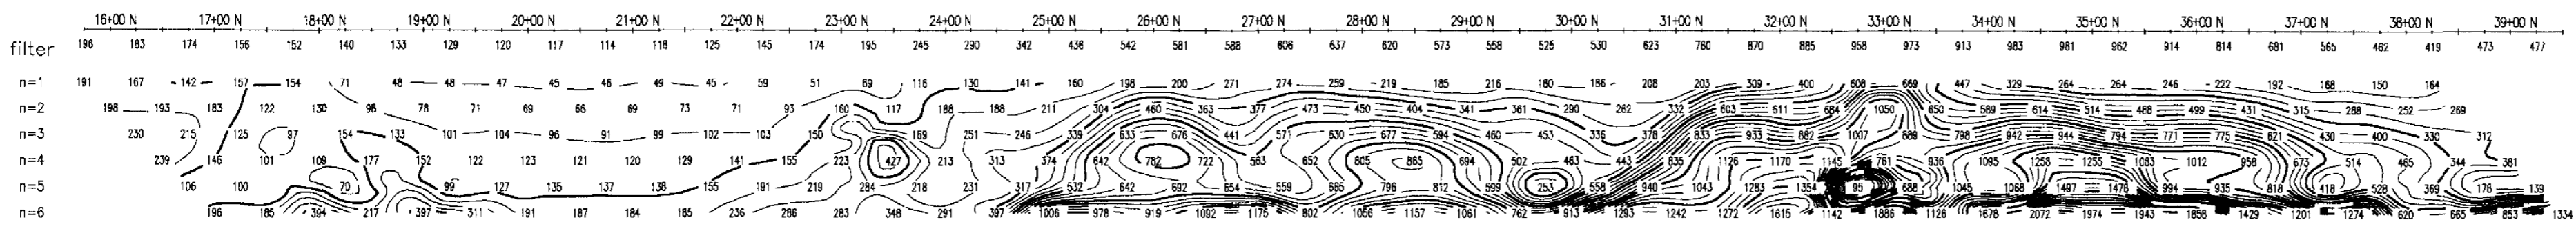 16+00 N 17+00 N 18+00 N 19+00 N 20+00 N 21+00 N 22+00 N 23+00 N 24+00 N 25+00 N 26+00 N 27+00 N 28+00 N 29+00 N 30+00 N 31+00 N 32+00 N 33+00 N 34+00 N 35+00 N 36+00 N 37+00 N 38+00 N 39+00 N
filter 196 183 174 156 152 140 133 129 120 117 114 118 125 145 174 195 245 290 342 436 542 581 588 606 637 620 573 558 525 530 623 760 870 885 958 973 913 983 981 962 914 814 681 565 462 419 473 477
n=1 191 167 142 157 154 71 48 48 47 45 46 49 45 59 51 69 116 130 141 160 198 200 271 274 259 219 185 216 180 186 208 203 309 400 608 669 447 329 264 264 246 222 192 168 150 164
n=2 198 193 183 122 130 96 78 71 69 66 69 73 71 93 160 117 188 188 211 304 460 363 377 473 450 404 341 361 290 262 332 603 611 684 1050 650 589 614 514 488 499 431 315 288 252 269
n=3 230 215 125 97 154 133 101 104 96 91 99 102 103 150 169 251 246 339 633 676 441 571 630 677 594 460 453 336 378 833 933 882 1007 889 798 942 944 794 771 775 621 430 400 330 312
n=4 239 146 101 109 177 152 122 123 121 120 129 141 155 223 427 213 313 374 642 782 722 563 652 805 865 694 502 463 443 835 1126 1170 1145 761 936 1095 1258 1255 1083 1012 958 673 514 465 344 381
n=5 106 100 70 99 127 135 137 138 155 191 219 284 218 231 317 532 642 692 654 559 665 796 812 599 253 558 940 1043 1283 1354 95 688 1045 1068 1497 1478 994 935 818 418 528 369 178 139
n=6 196 185 394 217 397 311 191 187 184 185 236 286 283 348 291 397 1006 978 919 1092 1175 802 1056 1157 1061 762 913 1293 1242 1272 1615 1142 1886 1126 1678 2072 1974 1943 1858 1429 1201 1274 620 665 853 1334